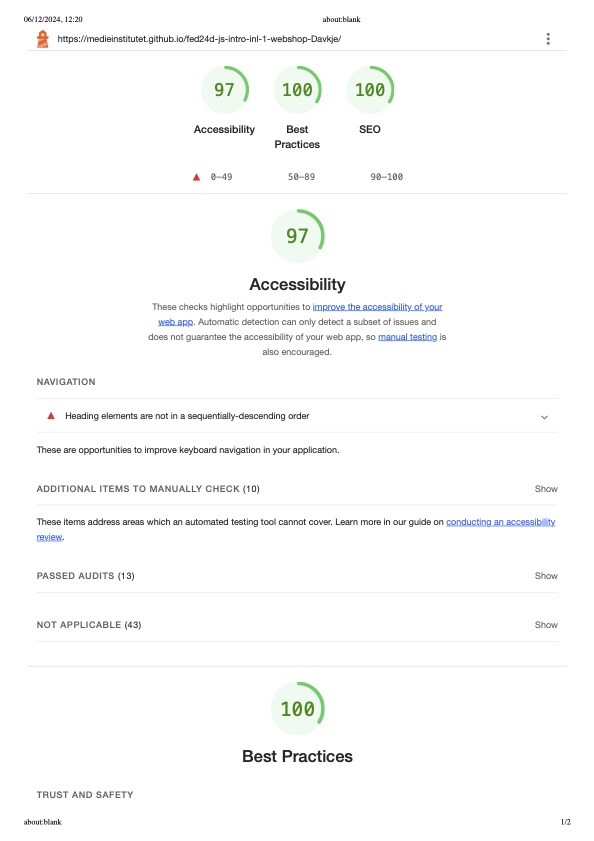 06/12/2024, 12:20
about:blank
https://medieinstitutet.github.io/fed24d-js-intro-inl-1-webshop-Davkje/
97
100
100
Accessibility
Best
Practices
SEO
0–49
50–89
90–100
97
Accessibility
These checks highlight opportunities to improve the accessibility of your
web app. Automatic detection can only detect a subset of issues and
does not guarantee the accessibility of your web app, so manual testing is
also encouraged.
NAVIGATION
Heading elements are not in a sequentially-descending order
These are opportunities to improve keyboard navigation in your application.
ADDITIONAL ITEMS TO MANUALLY CHECK (10)
Show
These items address areas which an automated testing tool cannot cover. Learn more in our guide on conducting an accessibility
review.
PASSED AUDITS (13)
Show
NOT APPLICABLE (43)
Show
100
Best Practices
TRUST AND SAFETY
about:blank
1/2